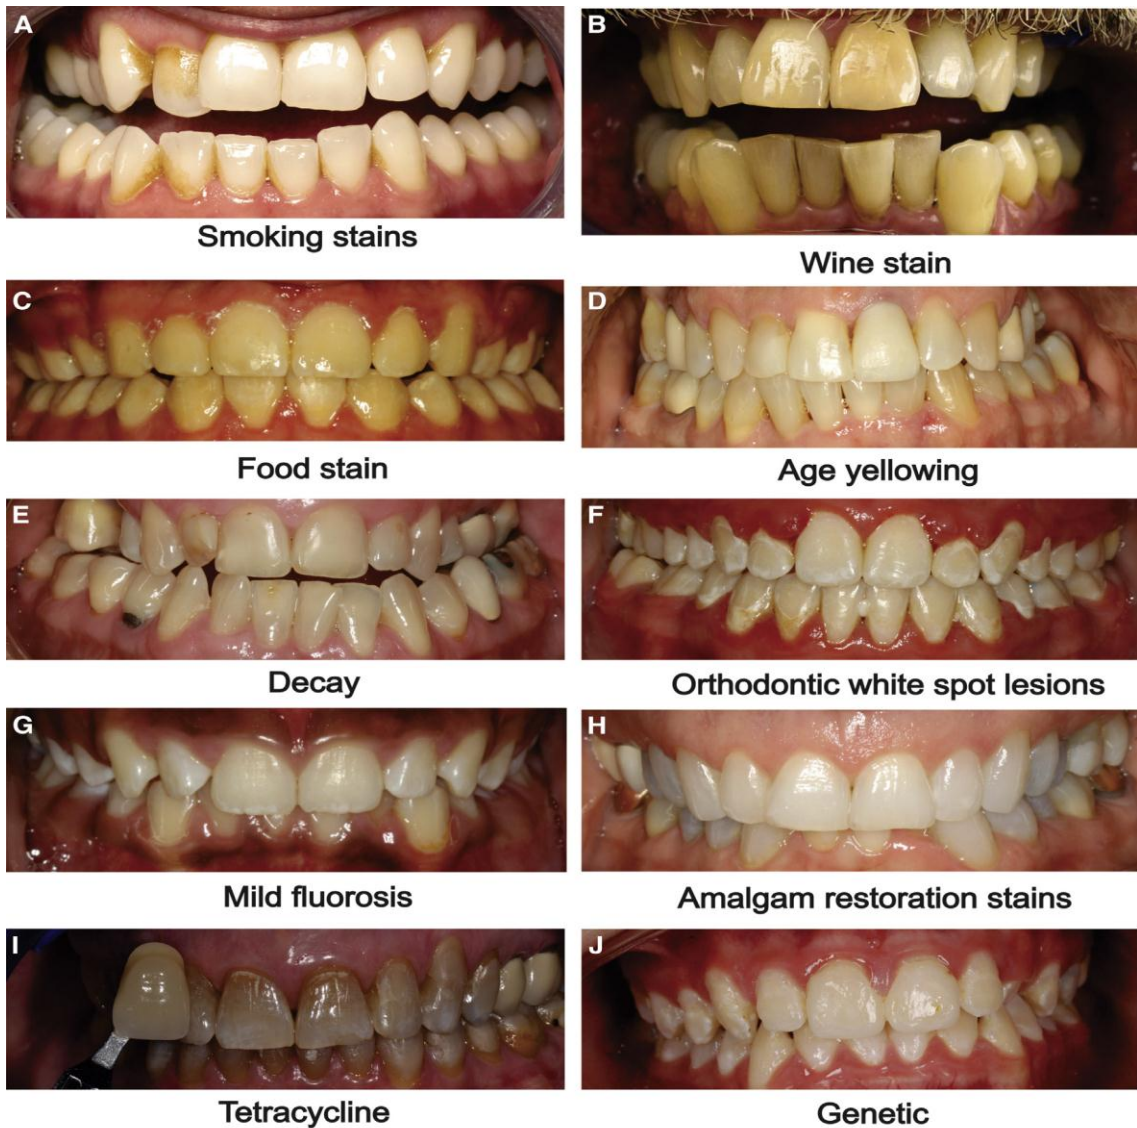 A
Smoking stains
B
Wine stain
C
Food stain
D
Age yellowing
E
Decay
F
Orthodontic white spot lesions
G
Mild fluorosis
H
Amalgam restoration stains
I
Tetracycline
J
Genetic